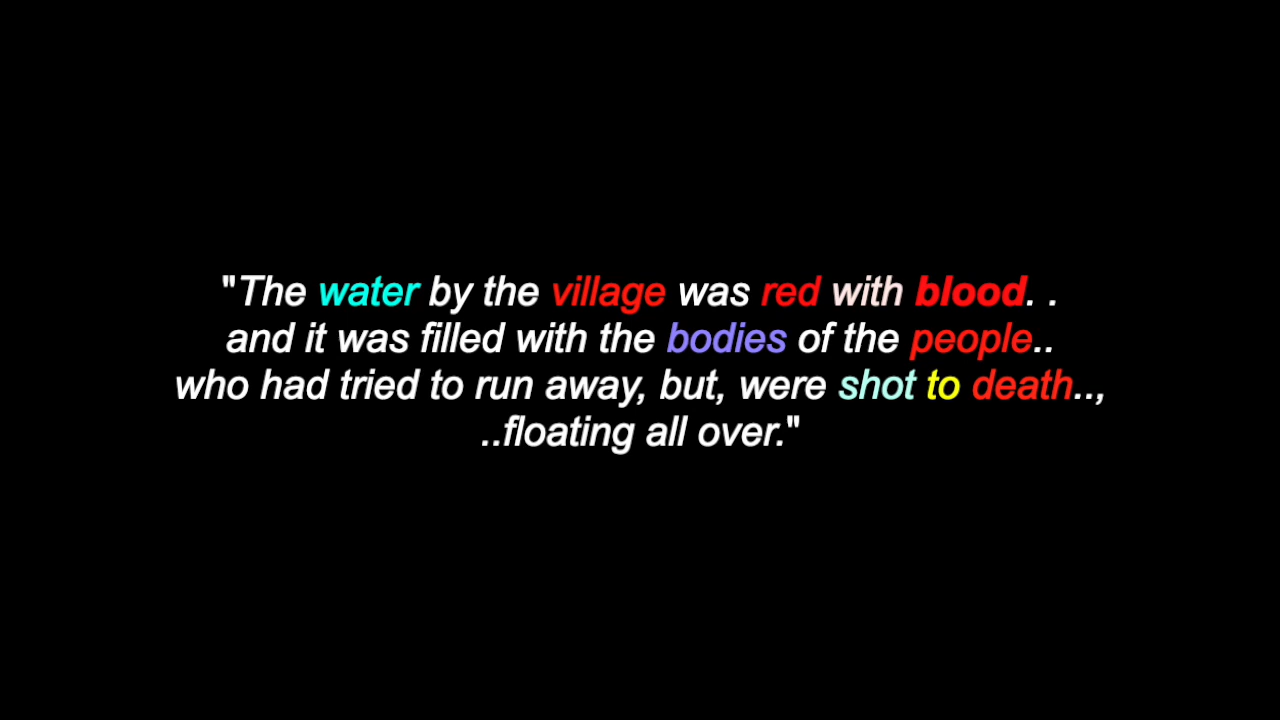 "The water by the village was red with blood. .
and it was filled with the bodies of the people..
who had tried to run away, but, were shot to death..,
..floating all over."